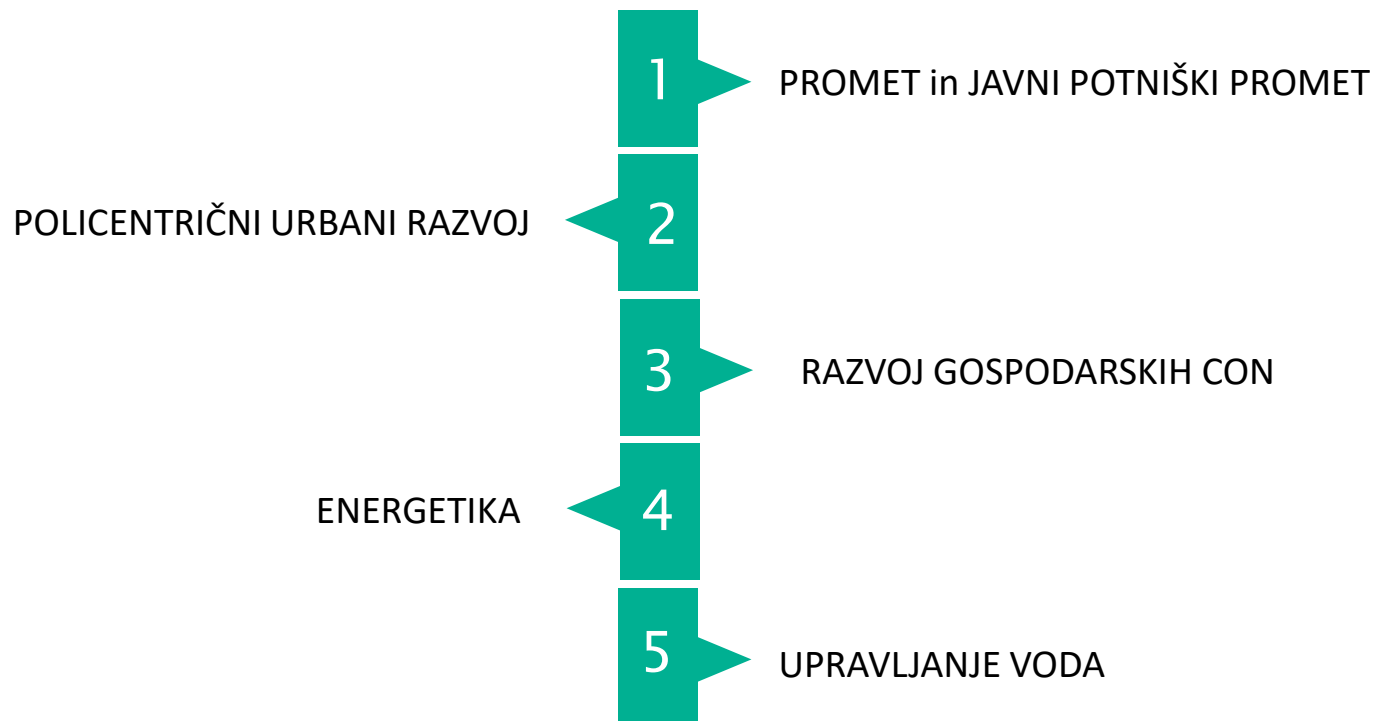 1
PROMET in JAVNI POTNIŠKI PROMET
2
POLICENTRIČNI URBANI RAZVOJ
3
RAZVOJ GOSPODARSKIH CON
4
ENERGETIKA
5
UPRAVLJANJE VODA